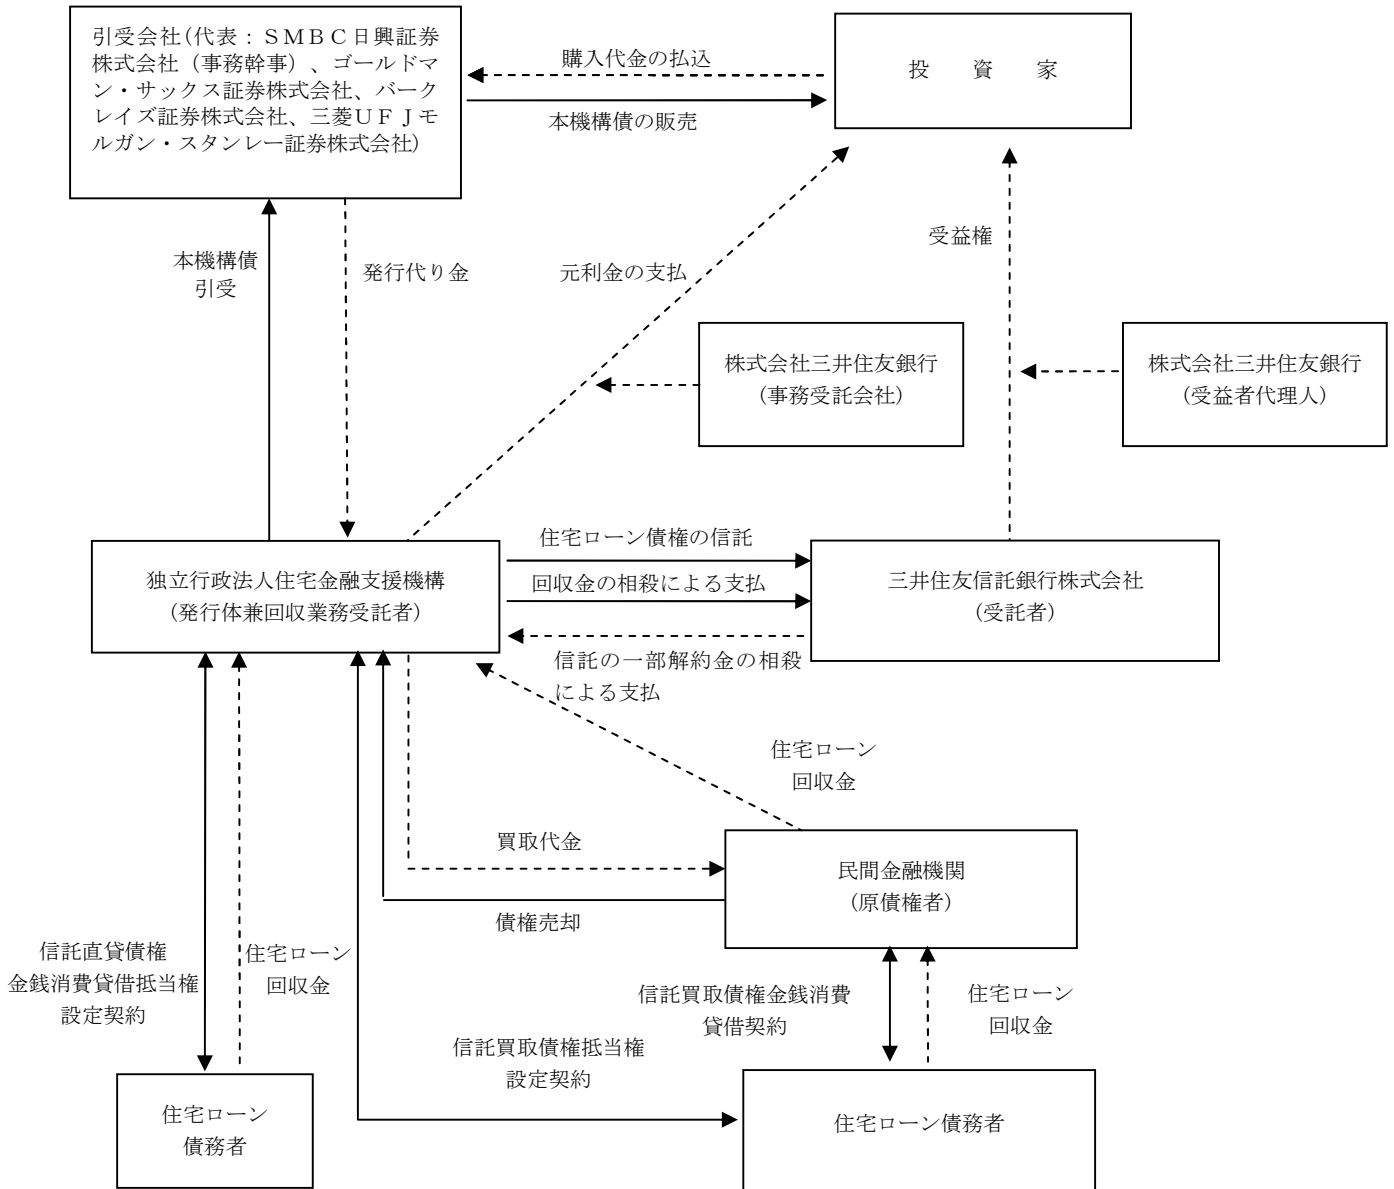 引受会社(代表：ＳＭＢＣ日興証券
株式会社（事務幹事）、ゴールドマ
ン・サックス証券株式会社、バーク
レイズ証券株式会社、三菱ＵＦＪモ
ルガン・スタンレー証券株式会社)
購入代金の払込
本機構債の販売
投　資　家
本機構債
引受
発行代り金
元利金の支払
受益権
株式会社三井住友銀行
（事務受託会社）
株式会社三井住友銀行
（受益者代理人）
独立行政法人住宅金融支援機構
（発行体兼回収業務受託者）
住宅ローン債権の信託
回収金の相殺による支払
信託の一部解約金の相殺
による支払
三井住友信託銀行株式会社
（受託者）
住宅ローン
回収金
買取代金
債権売却
民間金融機関
（原債権者）
信託直貸債権
金銭消費貸借抵当権
設定契約
住宅ローン
回収金
信託買取債権金銭消費
貸借契約
住宅ローン
回収金
信託買取債権抵当権
設定契約
住宅ローン
債務者
住宅ローン債務者